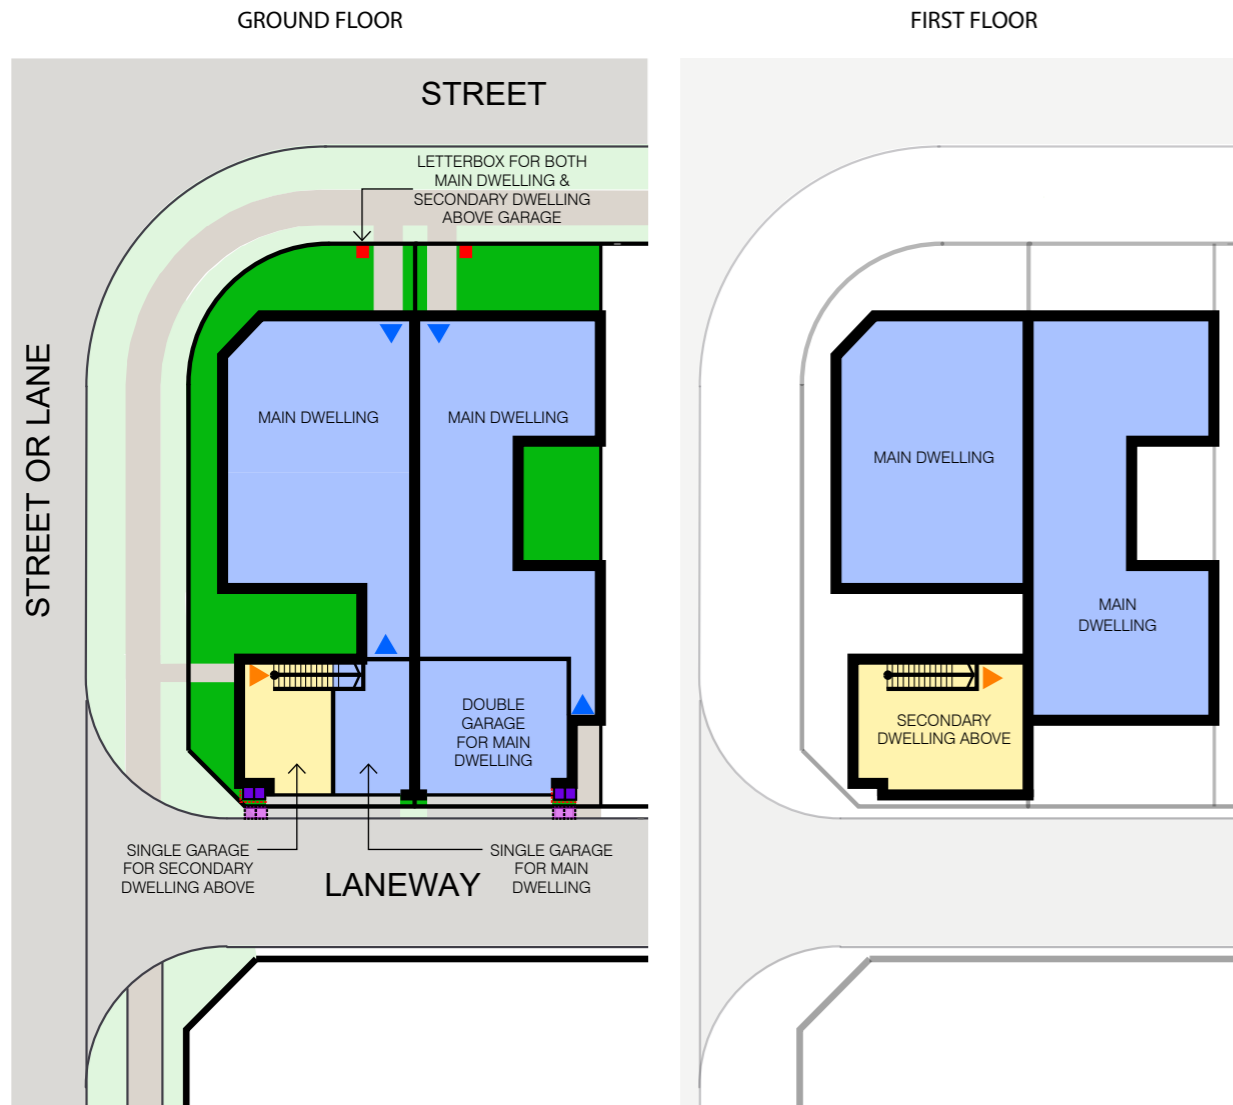 GROUND FLOOR
FIRST FLOOR
STREET
LETTERBOX FOR BOTH
MAIN DWELLING &
SECONDARY DWELLING
ABOVE GARAGE
STREET OR LANE
MAIN DWELLING
MAIN DWELLING
DOUBLE
GARAGE
FOR MAIN
DWELLING
SINGLE GARAGE
FOR SECONDARY
DWELLING ABOVE
LANEWAY
SINGLE GARAGE
FOR MAIN
DWELLING
MAIN DWELLING
MAIN
DWELLING
SECONDARY
DWELLING ABOVE